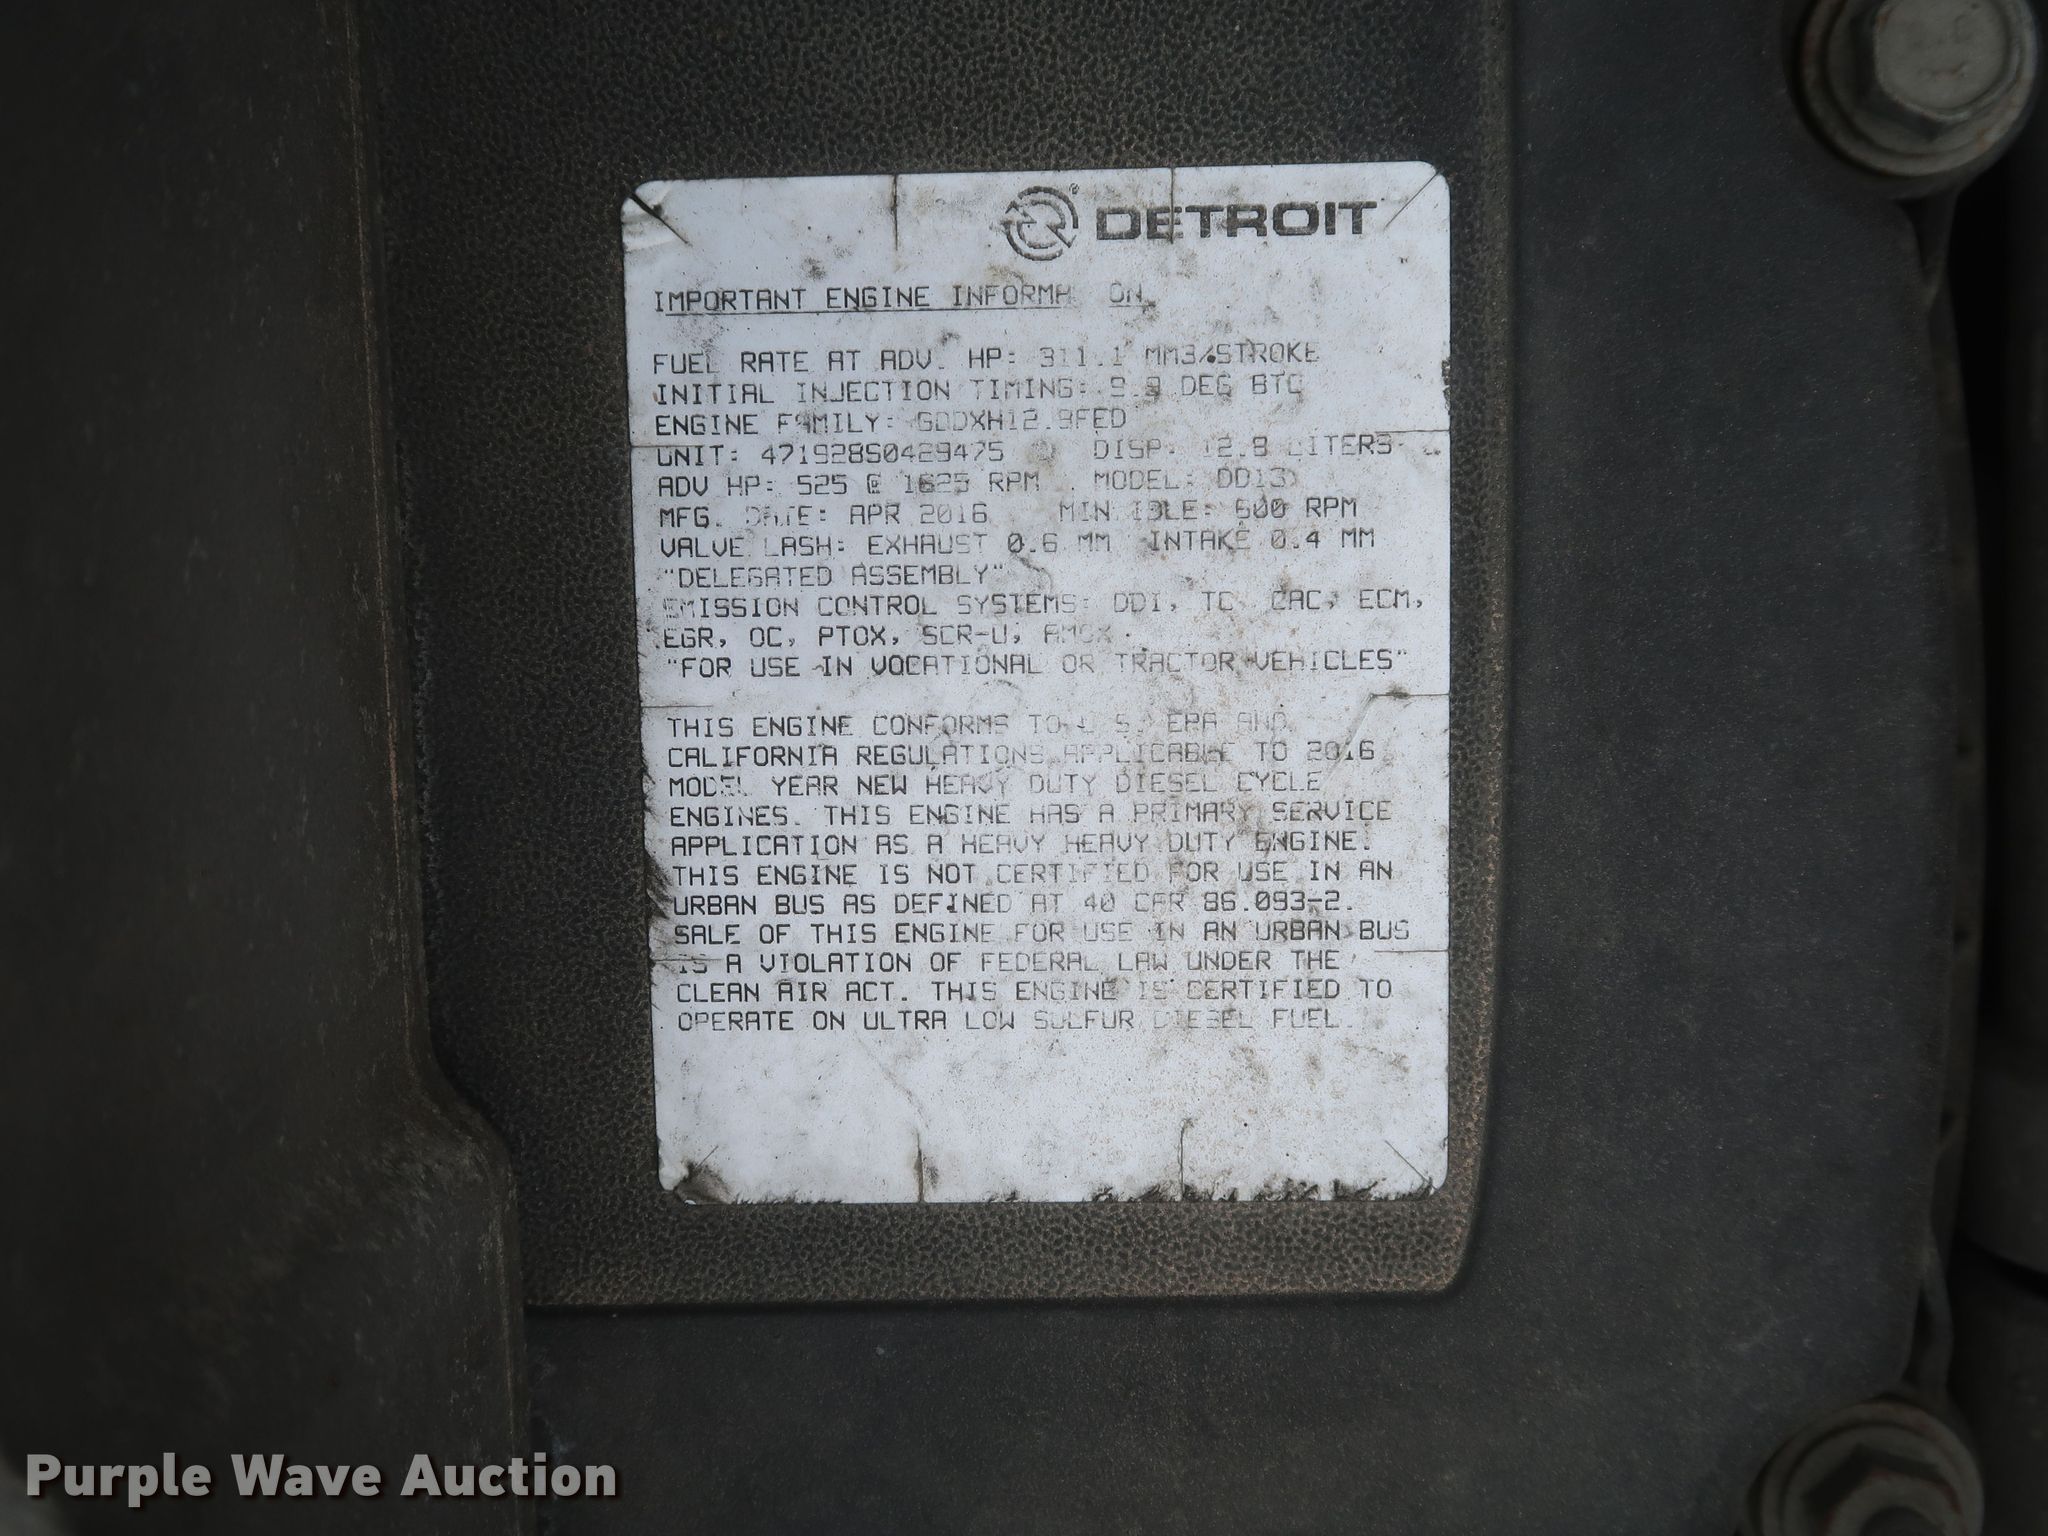 DETROIT
IMPORTANT ENGINE INFORMA ON
FUEL RATE AT ADV. HP: 311.1 MM3/STROKE
INITIAL INJECTION TIMING: 9.9 DEG BTC
ENGINE FAMILY: GDDXH12.8FED
UNIT: 471928S0429475 DISP: 12.8 LITERS
ADV HP: 525 @ 1625 RPM MODEL: DD13
MFG. DATE: APR 2016 MIN IDLE: 600 RPM
VALVE LASH: EXHAUST 0.6 MM INTAKE 0.4 MM
"DELEGATED ASSEMBLY"
EMISSION CONTROL SYSTEMS: DDI, TC, CAC, ECM,
EGR, OC, PTOX, SCR-U, AMOX
"FOR USE IN VOCATIONAL OR TRACTOR VEHICLES"
THIS ENGINE CONFORMS TO U.S. EPA AND
CALIFORNIA REGULATIONS APPLICABLE TO 2016
MODEL YEAR NEW HEAVY DUTY DIESEL CYCLE
ENGINES. THIS ENGINE HAS A PRIMARY SERVICE
APPLICATION AS A HEAVY HEAVY DUTY ENGINE.
THIS ENGINE IS NOT CERTIFIED FOR USE IN AN
URBAN BUS AS DEFINED AT 40 CFR 86.093-2.
SALE OF THIS ENGINE FOR USE IN AN URBAN BUS
IS A VIOLATION OF FEDERAL LAW UNDER THE
CLEAN AIR ACT. THIS ENGINE IS CERTIFIED TO
OPERATE ON ULTRA LOW SULFUR DIESEL FUEL.
Purple Wave Auction